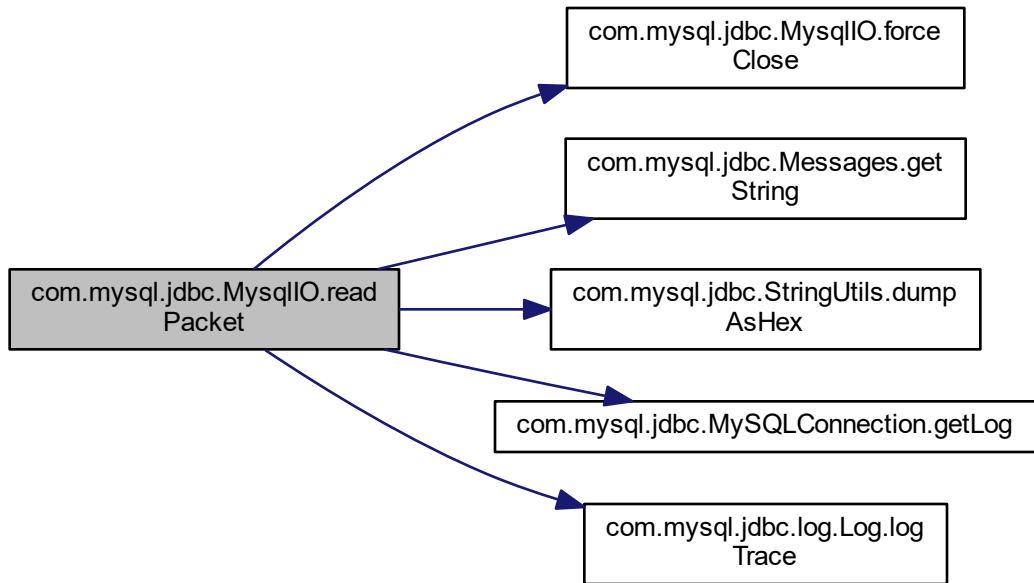 com.mysql.jdbc.MysqlIO.force
Close
com.mysql.jdbc.Messages.get
String
com.mysql.jdbc.MysqlIO.read
Packet
com.mysql.jdbc.StringUtils.dump
AsHex
com.mysql.jdbc.MySQLConnection.getLog
com.mysql.jdbc.log.Log.log
Trace